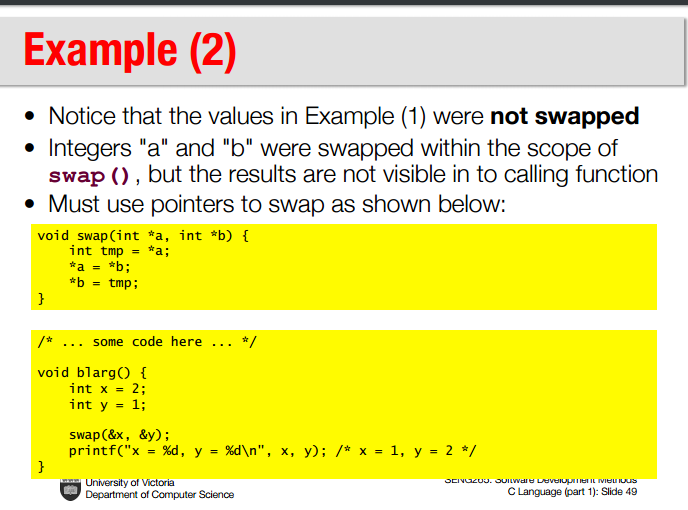 Example (2)
• Notice that the values in Example (1) were not swapped
• Integers "a" and "b" were swapped within the scope of
swap(), but the results are not visible in to calling function
• Must use pointers to swap as shown below:
void swap(int *a, int *b) {
    int tmp = *a;
    *a = *b;
    *b = tmp;
}
/* ... some code here ... */
void blarg() {
    int x = 2;
    int y = 1;
    swap(&x, &y);
    printf("x = %d, y = %d\n", x, y); /* x = 1, y = 2 */
}
University of Victoria
Department of Computer Science
SENG265: Software Development Methods
C Language (part 1): Slide 49